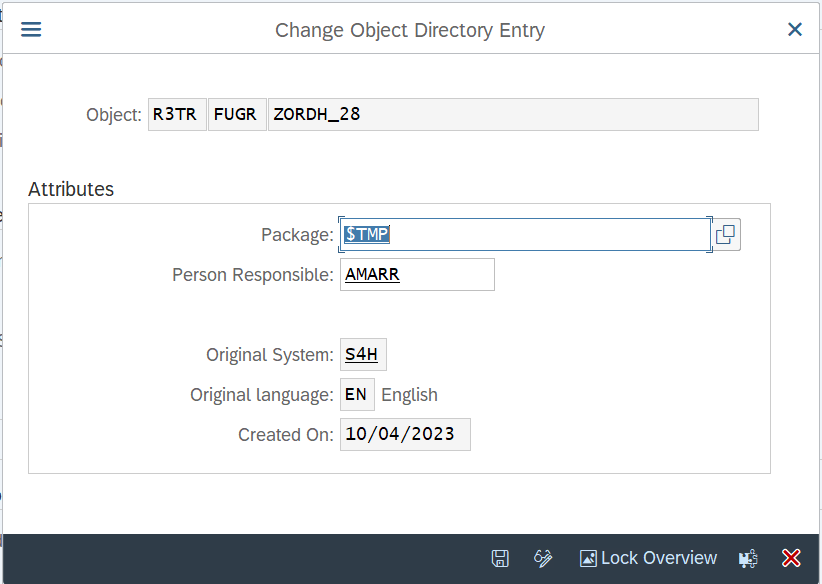 Change Object Directory Entry
Object: R3TR FUGR ZORDH_28
Attributes
Package: $TMP
Person Responsible: AMARR
Original System: S4H
Original language: EN English
Created On: 10/04/2023
Lock Overview